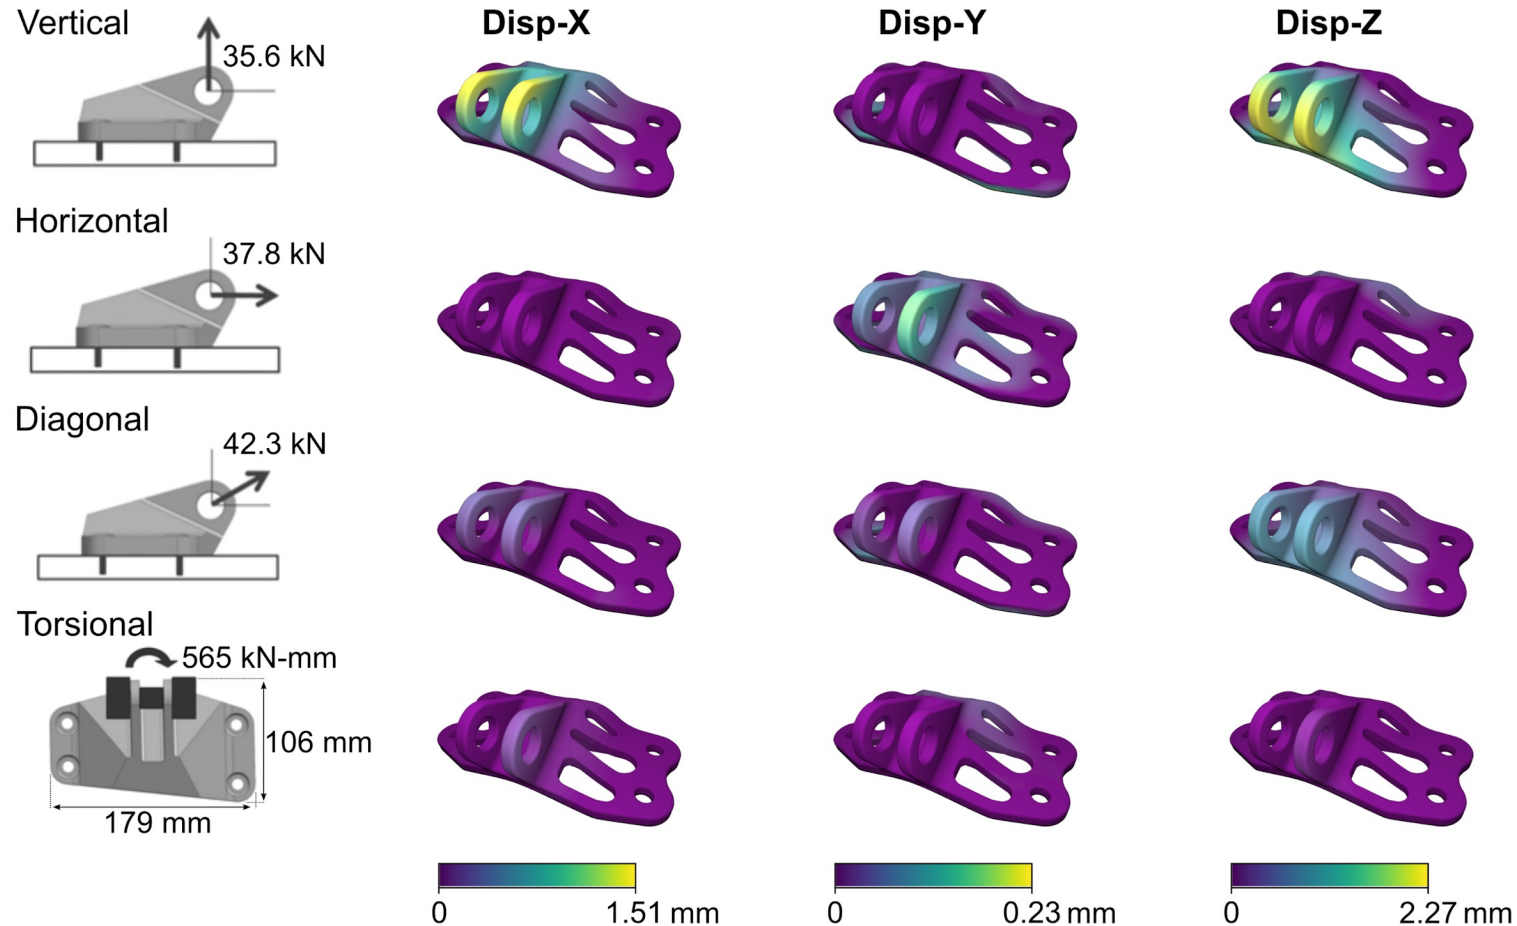 Vertical
Disp-X
Disp-Y
Disp-Z
35.6 kN
Horizontal
37.8 kN
Diagonal
42.3 kN
Torsional
565 kN-mm
106 mm
179 mm
0
1.51 mm
0
0.23 mm
0
2.27 mm